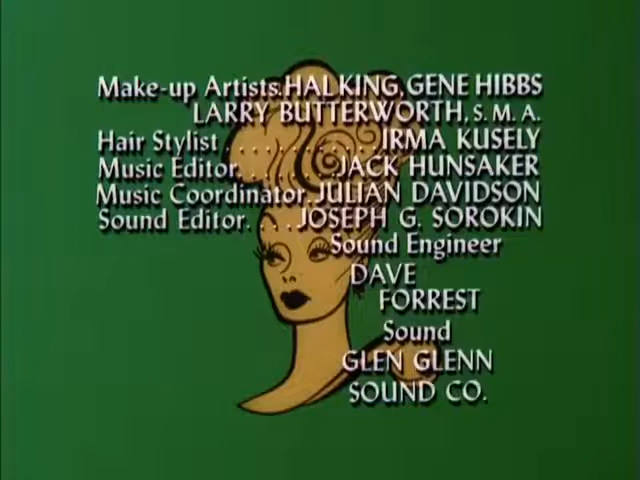 Make-up Artists.HAL KING, GENE HIBBS
LARRY BUTTERWORTH, S. M. A.
Hair Stylist . . . . . . . . . . IRMA KUSELY
Music Editor. . . . . . . JACK HUNSAKER
Music Coordinator. JULIAN DAVIDSON
Sound Editor. . . . JOSEPH G. SOROKIN
Sound Engineer
DAVE
FORREST
Sound
GLEN GLENN
SOUND CO.